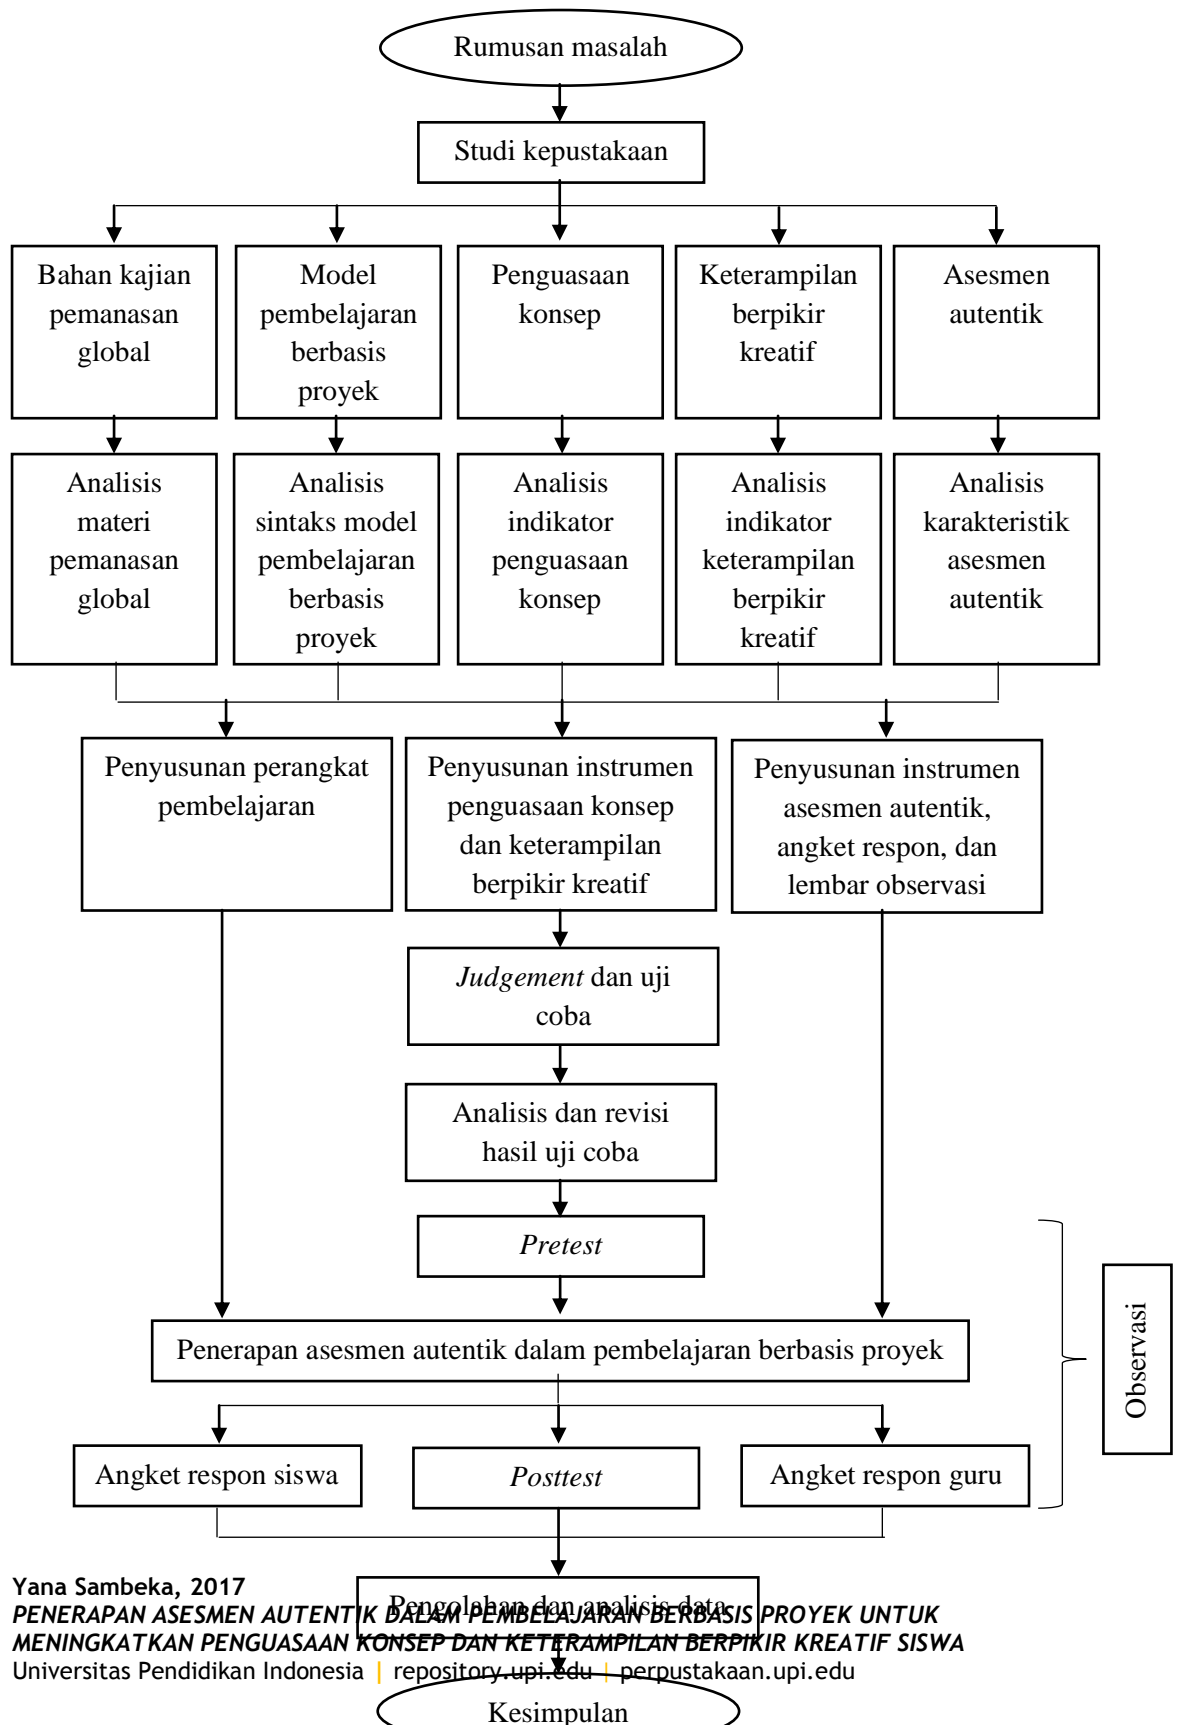 Rumusan masalah
Studi kepustakaan
Bahan kajian
pemanasan
global
Model
pembelajaran
berbasis
proyek
Penguasaan
konsep
Keterampilan
berpikir
kreatif
Asesmen
autentik
Analisis
materi
pemanasan
global
Analisis
sintaks model
pembelajaran
berbasis
proyek
Analisis
indikator
penguasaan
konsep
Analisis
indikator
keterampilan
berpikir
kreatif
Analisis
karakteristik
asesmen
autentik
Penyusunan perangkat
pembelajaran
Penyusunan instrumen
penguasaan konsep
dan keterampilan
berpikir kreatif
Penyusunan instrumen
asesmen autentik,
angket respon, dan
lembar observasi
Judgement dan uji
coba
Analisis dan revisi
hasil uji coba
Pretest
Observasi
Penerapan asesmen autentik dalam pembelajaran berbasis proyek
Angket respon siswa
Posttest
Angket respon guru
Pengolahan dan analisis data
Yana Sambeka, 2017
PENERAPAN ASESMEN AUTENTIK DALAM PEMBELAJARAN BERBASIS PROYEK UNTUK
MENINGKATKAN PENGUASAAN KONSEP DAN KETERAMPILAN BERPIKIR KREATIF SISWA
Universitas Pendidikan Indonesia | repository.upi.edu | perpustakaan.upi.edu
Kesimpulan